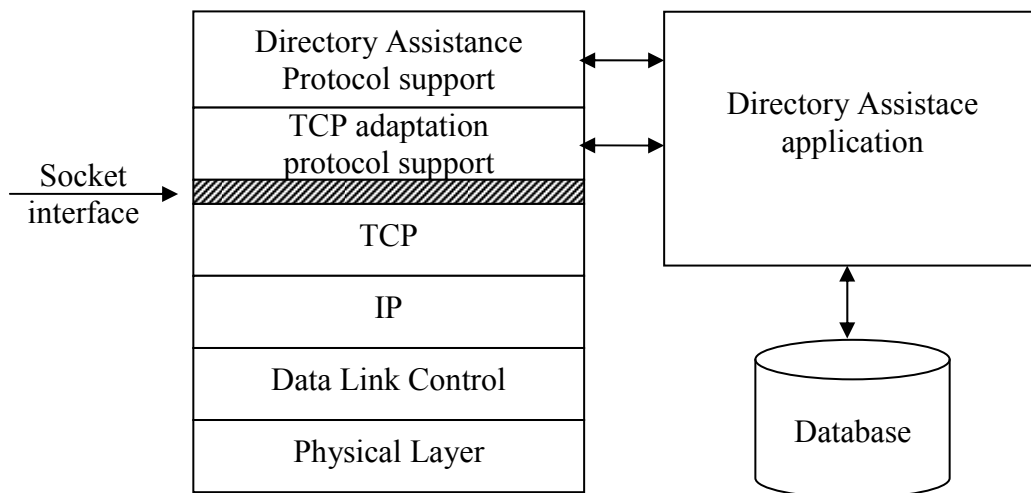 Directory Assistance
Protocol support
TCP adaptation
protocol support
Socket
interface
TCP
IP
Data Link Control
Physical Layer
Directory Assistace
application
Database